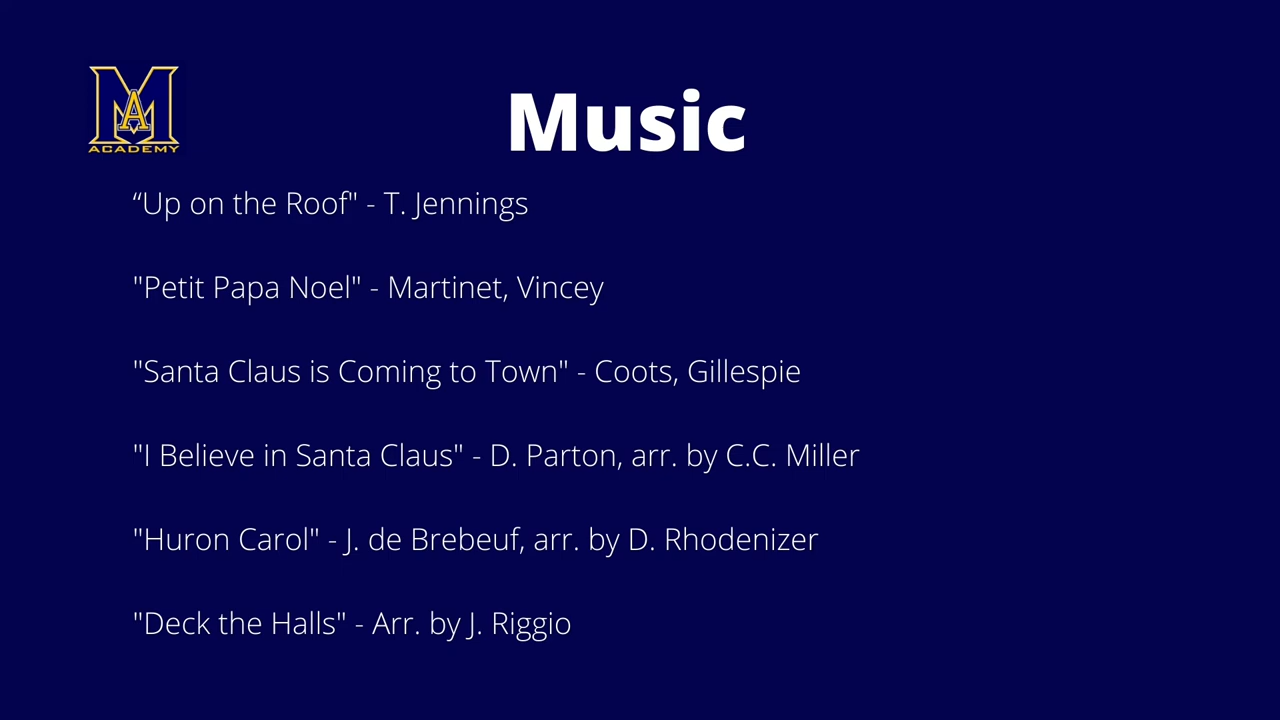 MA
ACADEMY
Music
“Up on the Roof" - T. Jennings
"Petit Papa Noel" - Martinet, Vincey
"Santa Claus is Coming to Town" - Coots, Gillespie
"I Believe in Santa Claus" - D. Parton, arr. by C.C. Miller
"Huron Carol" - J. de Brebeuf, arr. by D. Rhodenizer
"Deck the Halls" - Arr. by J. Riggio